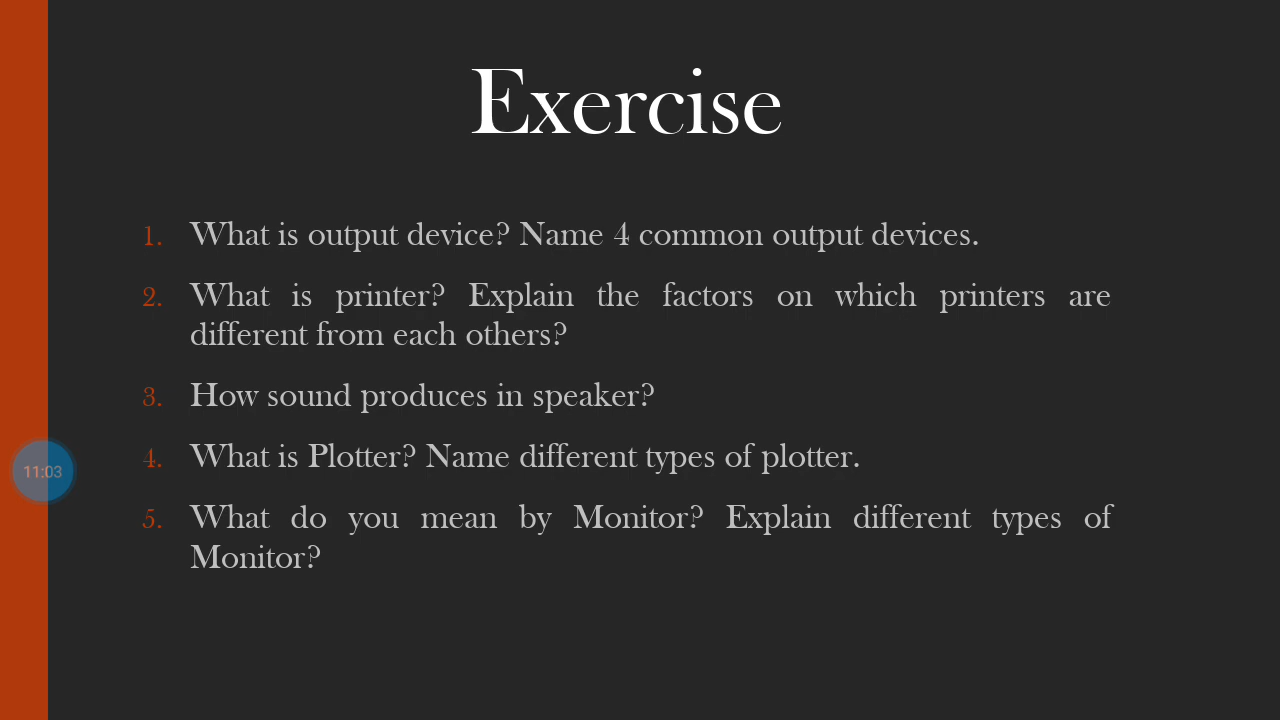 Exercise
1. What is output device? Name 4 common output devices.
2. What is printer? Explain the factors on which printers are
different from each others?
3. How sound produces in speaker?
4. What is Plotter? Name different types of plotter.
11:03
5. What do you mean by Monitor? Explain different types of
Monitor?